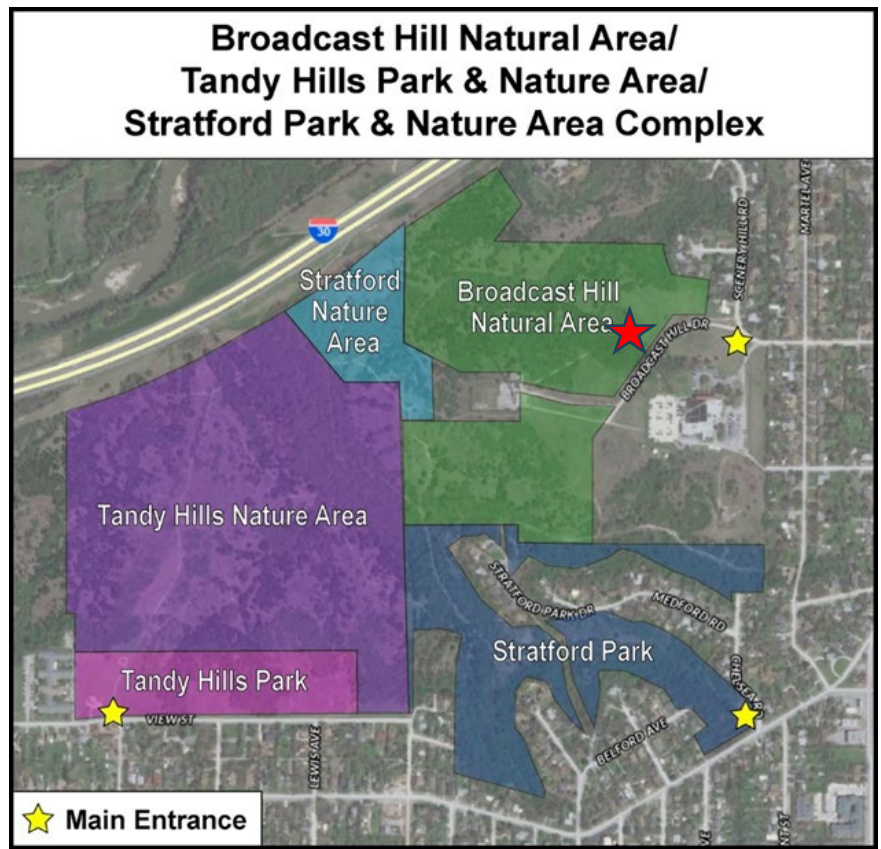 Broadcast Hill Natural Area/
Tandy Hills Park & Nature Area/
Stratford Park & Nature Area Complex
MARTEL AVE
SCENERY HILL RD
30
Stratford
Nature
Area
Broadcast Hill
Natural Area
BROADCAST HILL DR
Tandy Hills Nature Area
STRATFORD PARK DR
MEDFORD RD
Stratford Park
Tandy Hills Park
VIEW ST
LEWIS AVE
BELFORD AVE
Main Entrance